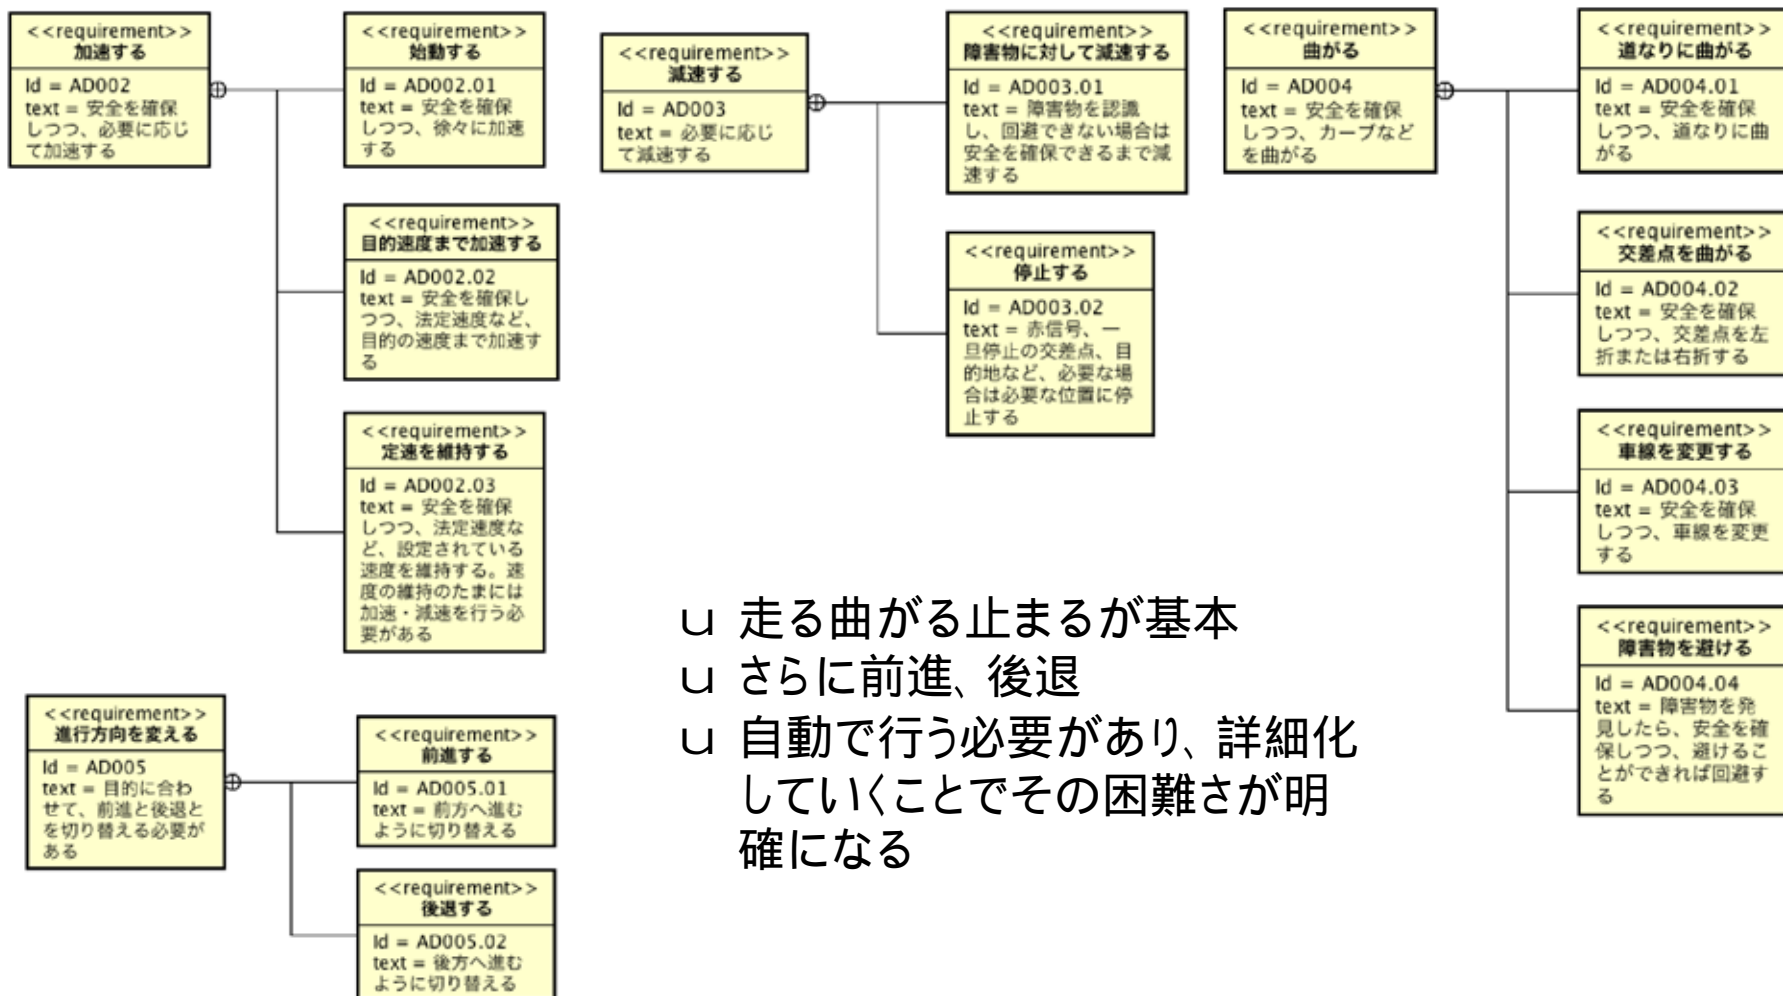 <<requirement>>
加速する
Id = AD002
text = 安全を確保
しつつ、必要に応じ
て加速する
<<requirement>>
始動する
Id = AD002.01
text = 安全を確保
しつつ、徐々に加速
する
<<requirement>>
目的速度まで加速する
Id = AD002.02
text = 安全を確保し
つつ、法定速度など、
目的の速度まで加速す
る
<<requirement>>
定速を維持する
Id = AD002.03
text = 安全を確保
しつつ、法定速度な
ど、設定されている
速度を維持する。速
度の維持のたまには
加速・減速を行う必
要がある
<<requirement>>
減速する
Id = AD003
text = 必要に応じ
て減速する
<<requirement>>
障害物に対して減速する
Id = AD003.01
text = 障害物を認識
し、回避できない場合は
安全を確保できるまで減
速する
<<requirement>>
停止する
Id = AD003.02
text = 赤信号、一
旦停止の交差点、目
的地など、必要な場
合は必要な位置に停
止する
<<requirement>>
曲がる
Id = AD004
text = 安全を確保
しつつ、カーブなど
を曲がる
<<requirement>>
道なりに曲がる
Id = AD004.01
text = 安全を確保
しつつ、道なりに曲
がる
<<requirement>>
交差点を曲がる
Id = AD004.02
text = 安全を確保
しつつ、交差点を左
折または右折する
<<requirement>>
車線を変更する
Id = AD004.03
text = 安全を確保
しつつ、車線を変更
する
<<requirement>>
障害物を避ける
Id = AD004.04
text = 障害物を発
見したら、安全を確
保しつつ、避けるこ
とができれば回避す
る
<<requirement>>
進行方向を変える
Id = AD005
text = 目的に合わ
せて、前進と後退と
を切り替える必要が
ある
<<requirement>>
前進する
Id = AD005.01
text = 前方へ進む
ように切り替える
<<requirement>>
後退する
Id = AD005.02
text = 後方へ進む
ように切り替える
u 走る曲がる止まるが基本
u さらに前進、後退
u 自動で行う必要があり、詳細化
していくことでその困難さが明
確になる